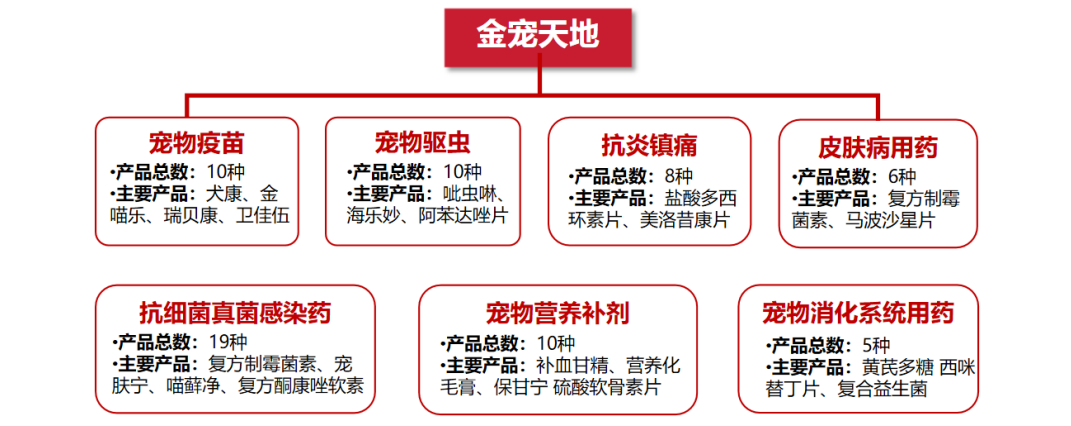 金宠天地
宠物疫苗
•产品总数：10种
•主要产品：犬康、金
喵乐、瑞贝康、卫佳伍
宠物驱虫
•产品总数：10种
•主要产品：吡虫啉、
海乐妙、阿苯达唑片
抗炎镇痛
•产品总数：8种
•主要产品：盐酸多西
环素片、美洛昔康片
皮肤病用药
•产品总数：6种
•主要产品：复方制霉
菌素、马波沙星片
抗细菌真菌感染药
•产品总数：19种
•主要产品：复方制霉菌素、宠
肤宁、喵藓净、复方酮康唑软素
宠物营养补剂
•产品总数：10种
•主要产品：补血甘精、营养化
毛膏、保甘宁 硫酸软骨素片
宠物消化系统用药
•产品总数：5种
•主要产品：黄芪多糖 西咪
替丁片、复合益生菌